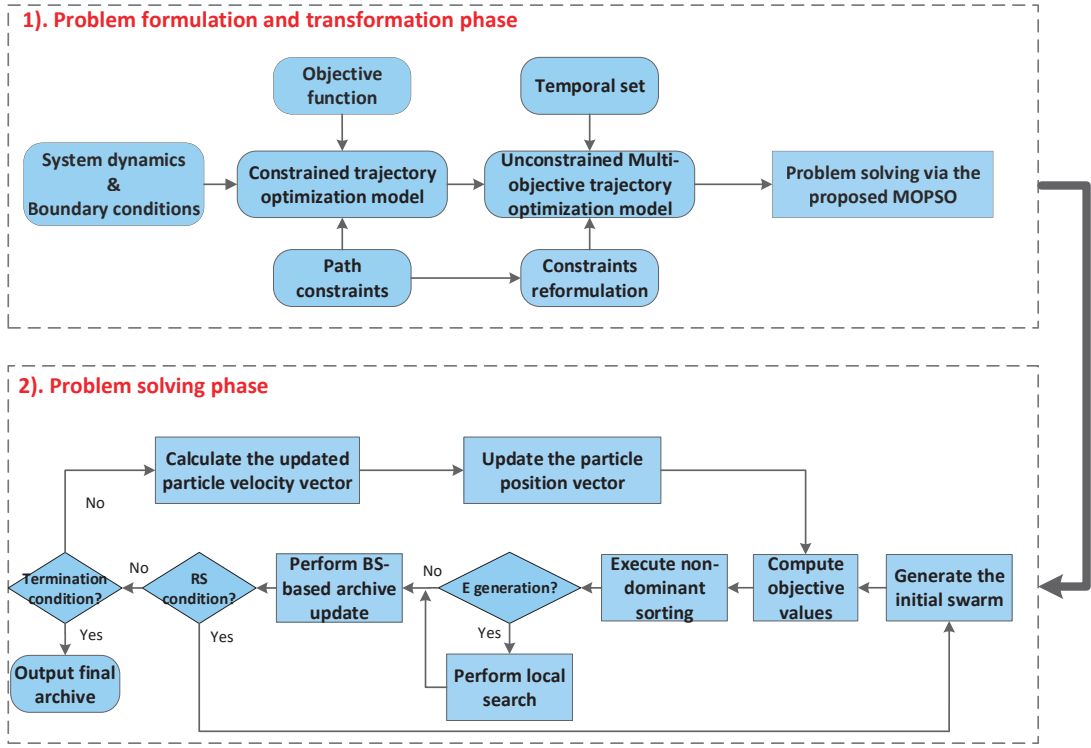 1). Problem formulation and transformation phase
Objective
function
Temporal set
System dynamics
&
Boundary conditions
Constrained trajectory
optimization model
Unconstrained Multi-
objective trajectory
optimization model
Problem solving via the
proposed MOPSO
Path
constraints
Constraints
reformulation
2). Problem solving phase
Calculate the updated
particle velocity vector
Update the particle
position vector
No
Termination
condition?
No
RS
condition?
Perform BS-
based archive
update
No
E generation?
Execute non-
dominant
sorting
Compute
objective
values
Generate the
initial swarm
Yes
Yes
Yes
Output final
archive
Perform local
search